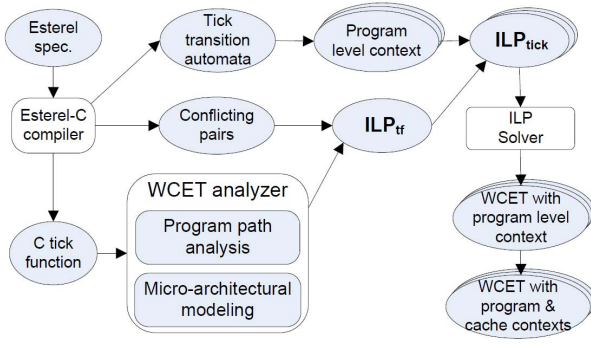 Esterel
spec.
Tick
transition
automata
Program
level context
ILPtick
Esterel-C
compiler
Conflicting
pairs
ILPtf
ILP
Solver
WCET analyzer
Program path
analysis
Micro-architectural
modeling
C tick
function
WCET with
program level
context
WCET with
program &
cache contexts